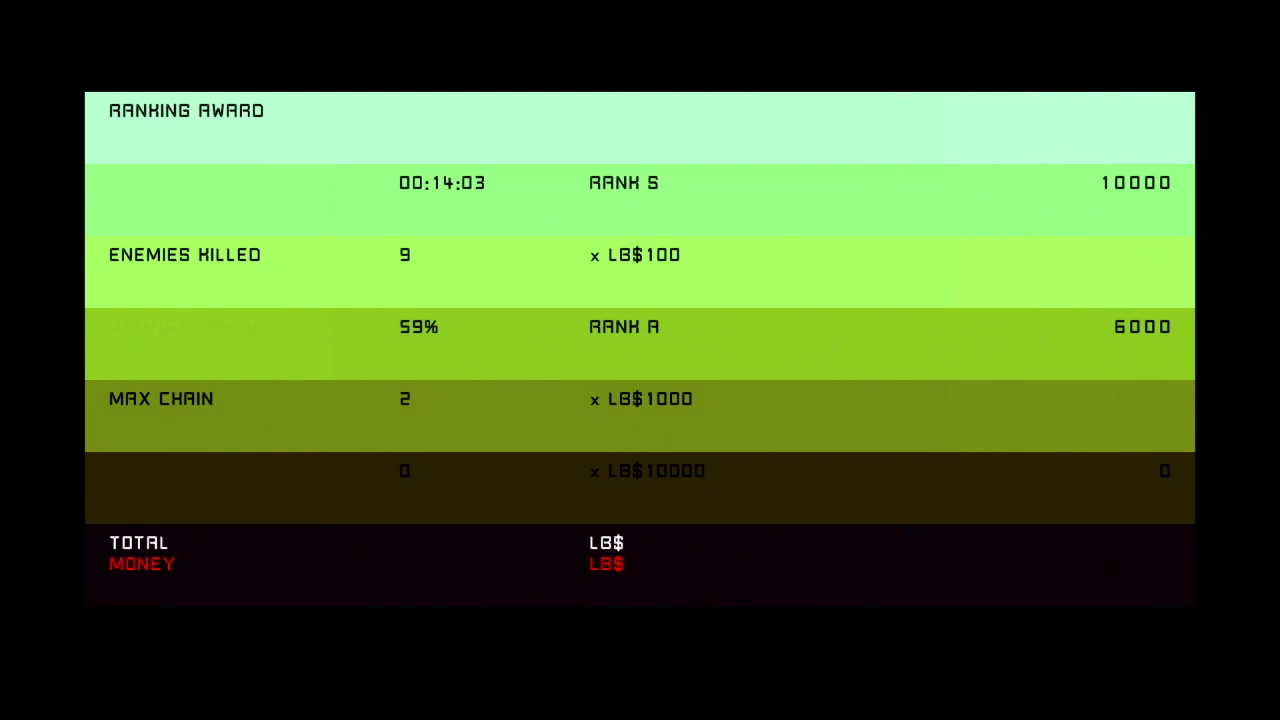 RANKING AWARD
00:14:03 RANK S 10000
ENEMIES KILLED 9 x LB$100
59% RANK A 6000
MAX CHAIN 2 x LB$1000
0 x LB$10000 0
TOTAL LB$
MONEY LB$